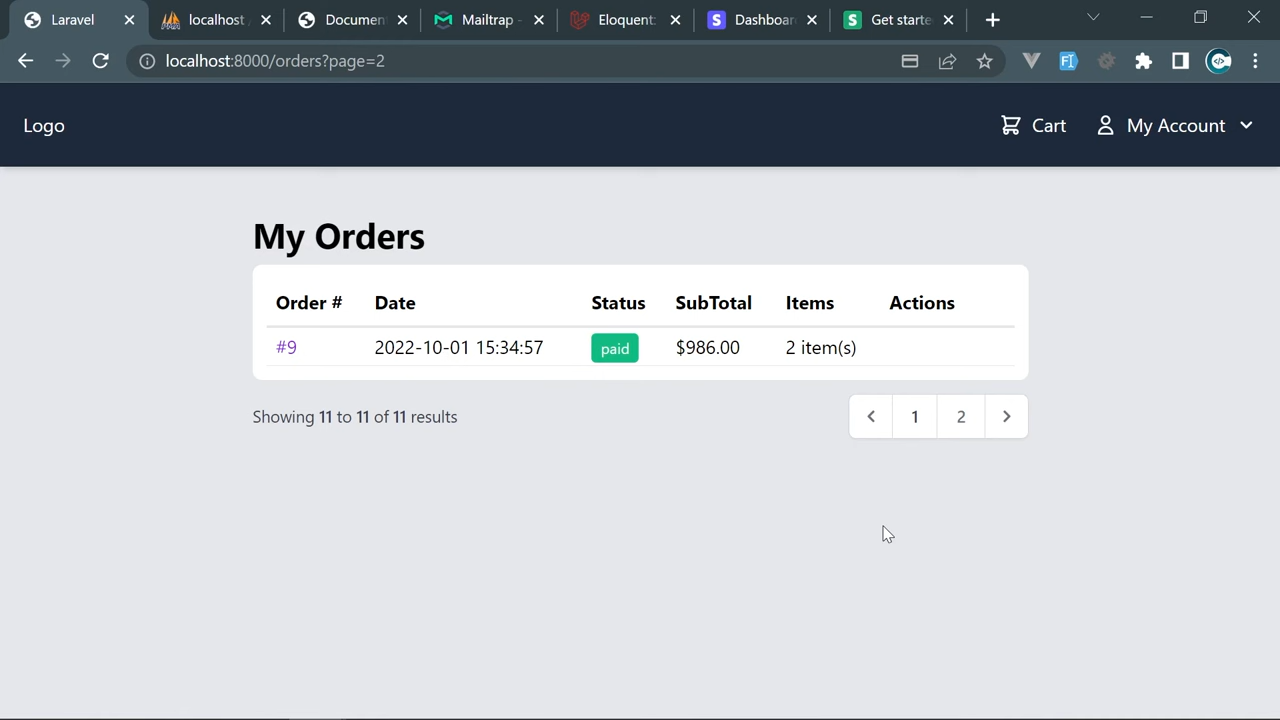 Laravel
localhost
Documen
Mailtrap -
Eloquent:
Dashboar
Get starte
localhost:8000/orders?page=2
Logo
Cart
My Account
My Orders
Order # Date Status SubTotal Items Actions
#9 2022-10-01 15:34:57 paid $986.00 2 item(s)
Showing 11 to 11 of 11 results
1 2